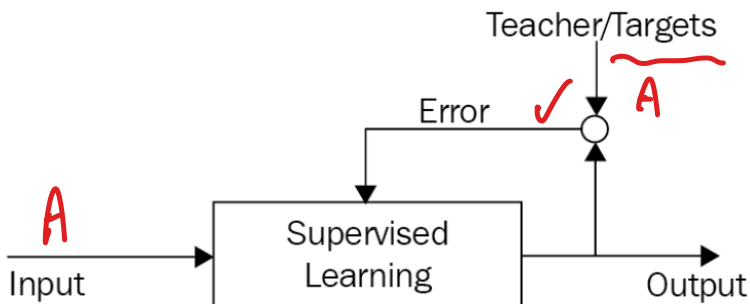 Teacher/Targets
A
Error
A
Supervised
Learning
Input
Output